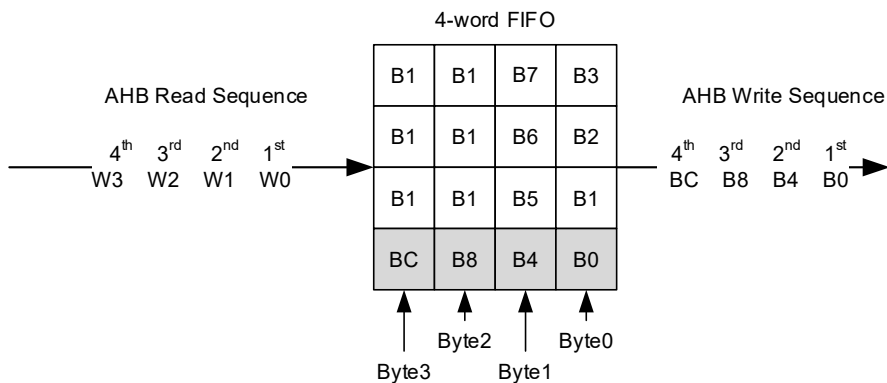 4-word FIFO
B1 B1 B7 B3
AHB Read Sequence
AHB Write Sequence
B1 B1 B6 B2
4th 3rd 2nd 1st
W3 W2 W1 W0
4th 3rd 2nd 1st
BC B8 B4 B0
B1 B1 B5 B1
BC B8 B4 B0
Byte2 Byte0
Byte3 Byte1